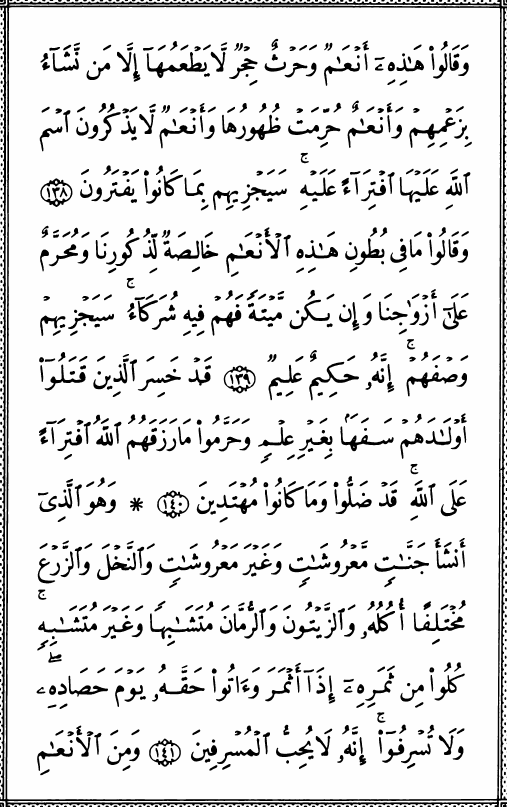 وَقَالُوا۟ هَـٰذِهِۦٓ أَنْعَـٰمٌ وَحَرْثٌ حِجْرٌ لَّا يَطْعَمُهَآ إِلَّا مَن نَّشَآءُ
بِزَعْمِهِمْ وَأَنْعَـٰمٌ حُرِّمَتْ ظُهُورُهَا وَأَنْعَـٰمٌ لَّا يَذْكُرُونَ ٱسْمَ
ٱللَّهِ عَلَيْهَا ٱفْتِرَآءً عَلَيْهِ ۚ سَيَجْزِيهِم بِمَا كَانُوا۟ يَفْتَرُونَ ١٣٨
وَقَالُوا۟ مَا فِى بُطُونِ هَـٰذِهِ ٱلْأَنْعَـٰمِ خَالِصَةٌ لِّذُكُورِنَا وَمُحَرَّمٌ
عَلَىٰٓ أَزْوَٰجِنَا وَإِن يَكُن مَّيْتَةً فَهُمْ فِيهِ شُرَكَآءُ ۚ سَيَجْزِيهِمْ
وَصْفَهُمْ ۚ إِنَّهُۥ حَكِيمٌ عَلِيمٌ ١٣٩ قَدْ خَسِرَ ٱلَّذِينَ قَتَلُوٓا۟
أَوْلَـٰدَهُمْ سَفَهًۢا بِغَيْرِ عِلْمٍ وَحَرَّمُوا۟ مَا رَزَقَهُمُ ٱللَّهُ ٱفْتِرَآءً
عَلَى ٱللَّهِ ۚ قَدْ ضَلُّوا۟ وَمَا كَانُوا۟ مُهْتَدِينَ ١٤٠ * وَهُوَ ٱلَّذِىٓ
أَنشَأَ جَنَّـٰتٍ مَّعْرُوشَـٰتٍ وَغَيْرَ مَعْرُوشَـٰتٍ وَٱلنَّخْلَ وَٱلزَّرْعَ
مُخْتَلِفًا أُكُلُهُۥ وَٱلزَّيْتُونَ وَٱلرُّمَّانَ مُتَشَـٰبِهًا وَغَيْرَ مُتَشَـٰبِهٍ ۚ
كُلُوا۟ مِن ثَمَرِهِۦٓ إِذَآ أَثْمَرَ وَءَاتُوا۟ حَقَّهُۥ يَوْمَ حَصَادِهِۦ ۖ
وَلَا تُسْرِفُوٓا۟ ۚ إِنَّهُۥ لَا يُحِبُّ ٱلْمُسْرِفِينَ ١٤١ وَمِنَ ٱلْأَنْعَـٰمِ